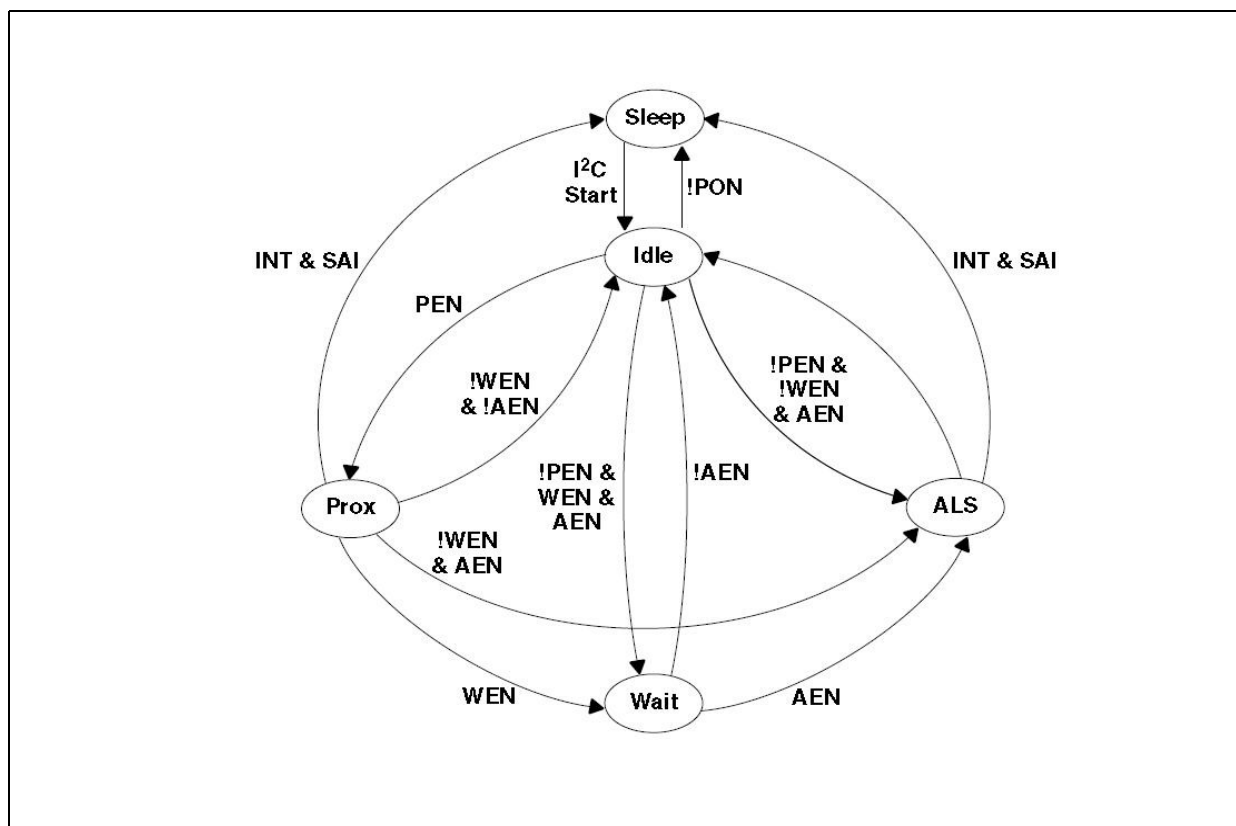 Sleep
I²C
Start
!PON
Idle
INT & SAI
INT & SAI
PEN
!WEN
& !AEN
!PEN &
!WEN
& AEN
!PEN &
WEN &
AEN
!AEN
Prox
ALS
!WEN
& AEN
WEN
Wait
AEN